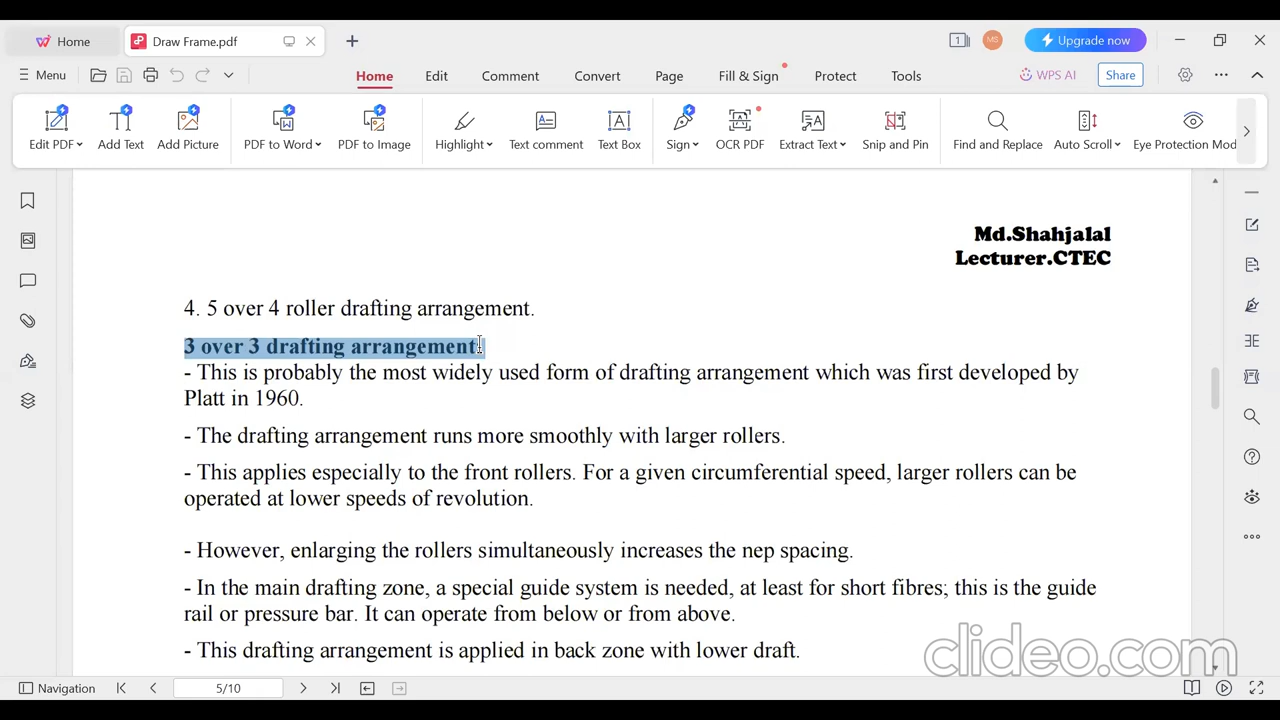 Home
Draw Frame.pdf
1
MS
Upgrade now
Menu
Home
Edit
Comment
Convert
Page
Fill & Sign
Protect
Tools
WPS AI
Share
Edit PDF
Add Text
Add Picture
PDF to Word
PDF to Image
Highlight
Text comment
Text Box
Sign
OCR PDF
Extract Text
Snip and Pin
Find and Replace
Auto Scroll
Eye Protection Mod
Md.Shahjalal
Lecturer.CTEC
4. 5 over 4 roller drafting arrangement.
3 over 3 drafting arrangement:
- This is probably the most widely used form of drafting arrangement which was first developed by
Platt in 1960.
- The drafting arrangement runs more smoothly with larger rollers.
- This applies especially to the front rollers. For a given circumferential speed, larger rollers can be
operated at lower speeds of revolution.
- However, enlarging the rollers simultaneously increases the nep spacing.
- In the main drafting zone, a special guide system is needed, at least for short fibres; this is the guide
rail or pressure bar. It can operate from below or from above.
- This drafting arrangement is applied in back zone with lower draft.
clideo.com
Navigation
5/10